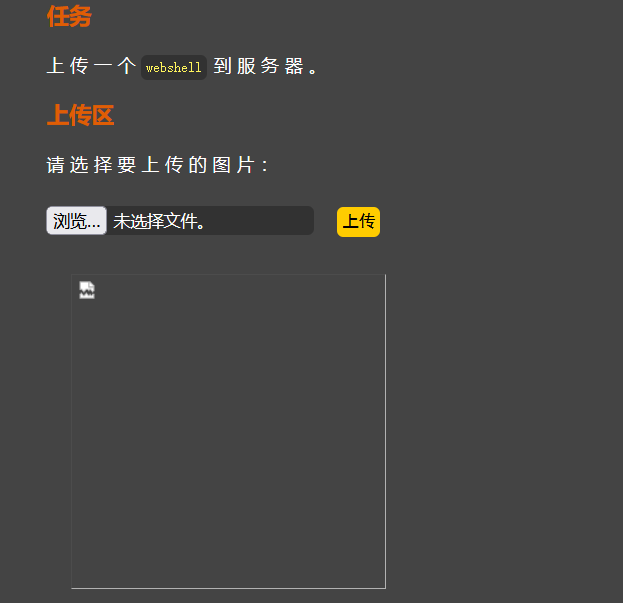 任务
上传一个 webshell 到服务器。
上传区
请选择要上传的图片：
浏览... 未选择文件。 上传